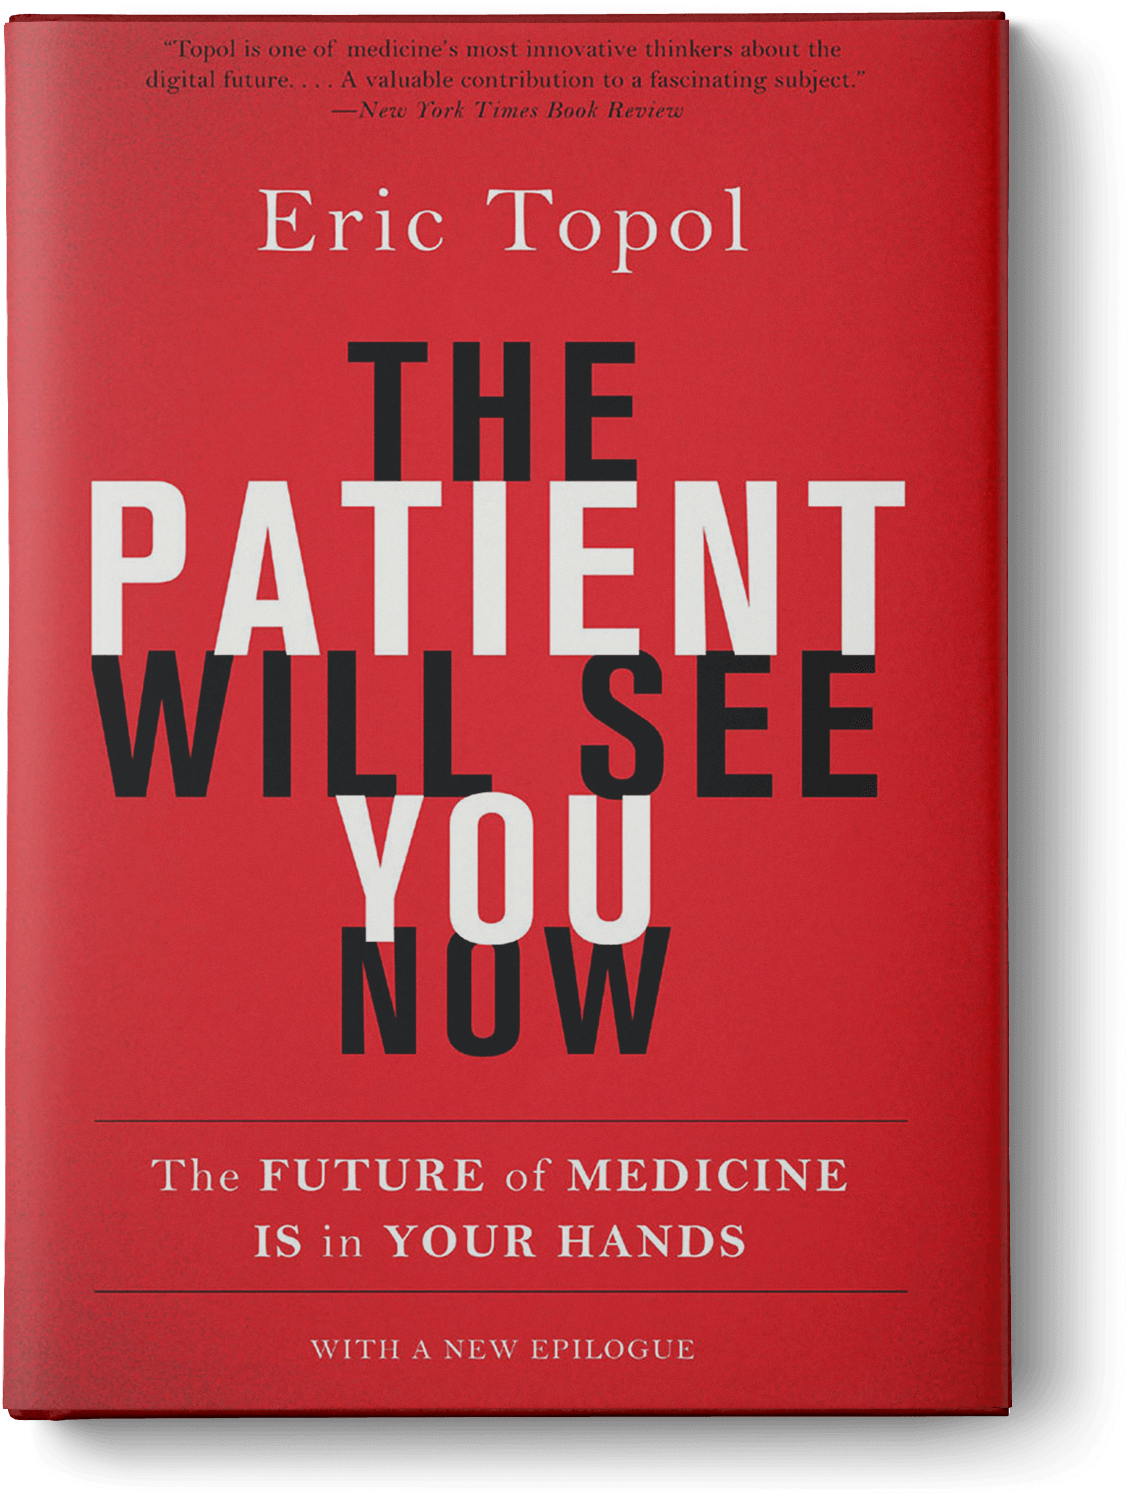 “Topol is one of medicine’s most innovative thinkers about the
digital future. . . . A valuable contribution to a fascinating subject.”
—New York Times Book Review
Eric Topol
THE
PATIENT
WILL SEE
YOU
NOW
The FUTURE of MEDICINE
IS in YOUR HANDS
WITH A NEW EPILOGUE